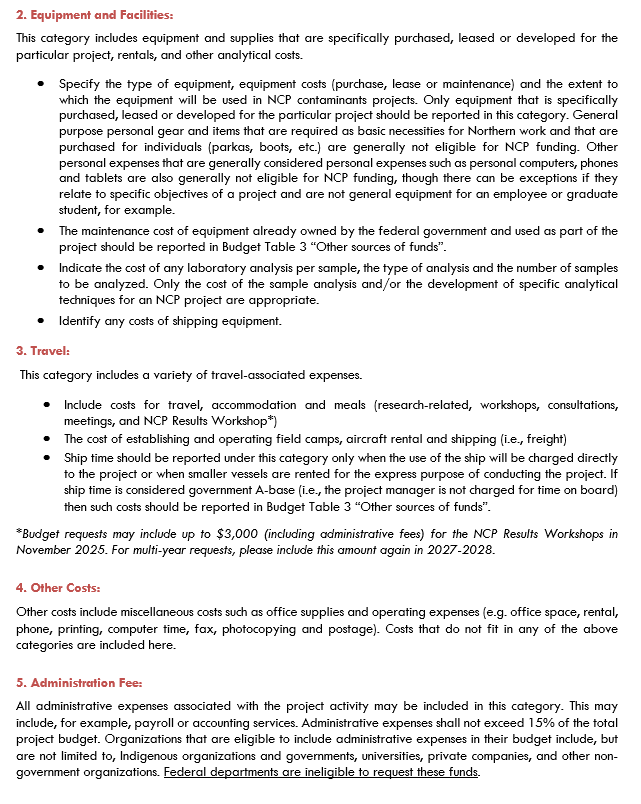 2. Equipment and Facilities:
This category includes equipment and supplies that are specifically purchased, leased or developed for the
particular project, rentals, and other analytical costs.
• Specify the type of equipment, equipment costs (purchase, lease or maintenance) and the extent to
which the equipment will be used in NCP contaminants projects. Only equipment that is specifically
purchased, leased or developed for the particular project should be reported in this category. General
purpose personal gear and items that are required as basic necessities for Northern work and that are
purchased for individuals (parkas, boots, etc.) are generally not eligible for NCP funding. Other
personal expenses that are generally considered personal expenses such as personal computers, phones
and tablets are also generally not eligible for NCP funding, though there can be exceptions if they
relate to specific objectives of a project and are not general equipment for an employee or graduate
student, for example.
• The maintenance cost of equipment already owned by the federal government and used as part of the
project should be reported in Budget Table 3 “Other sources of funds”.
• Indicate the cost of any laboratory analysis per sample, the type of analysis and the number of samples
to be analyzed. Only the cost of the sample analysis and/or the development of specific analytical
techniques for an NCP project are appropriate.
• Identify any costs of shipping equipment.
3. Travel:
This category includes a variety of travel-associated expenses.
• Include costs for travel, accommodation and meals (research-related, workshops, consultations,
meetings, and NCP Results Workshop*)
• The cost of establishing and operating field camps, aircraft rental and shipping (i.e., freight)
• Ship time should be reported under this category only when the use of the ship will be charged directly
to the project or when smaller vessels are rented for the express purpose of conducting the project. If
ship time is considered government A-base (i.e., the project manager is not charged for time on board)
then such costs should be reported in Budget Table 3 “Other sources of funds”.
*Budget requests may include up to $3,000 (including administrative fees) for the NCP Results Workshops in
November 2025. For multi-year requests, please include this amount again in 2027-2028.
4. Other Costs:
Other costs include miscellaneous costs such as office supplies and operating expenses (e.g. office space, rental,
phone, printing, computer time, fax, photocopying and postage). Costs that do not fit in any of the above
categories are included here.
5. Administration Fee:
All administrative expenses associated with the project activity may be included in this category. This may
include, for example, payroll or accounting services. Administrative expenses shall not exceed 15% of the total
project budget. Organizations that are eligible to include administrative expenses in their budget include, but
are not limited to, Indigenous organizations and governments, universities, private companies, and other non-
government organizations. Federal departments are ineligible to request these funds.